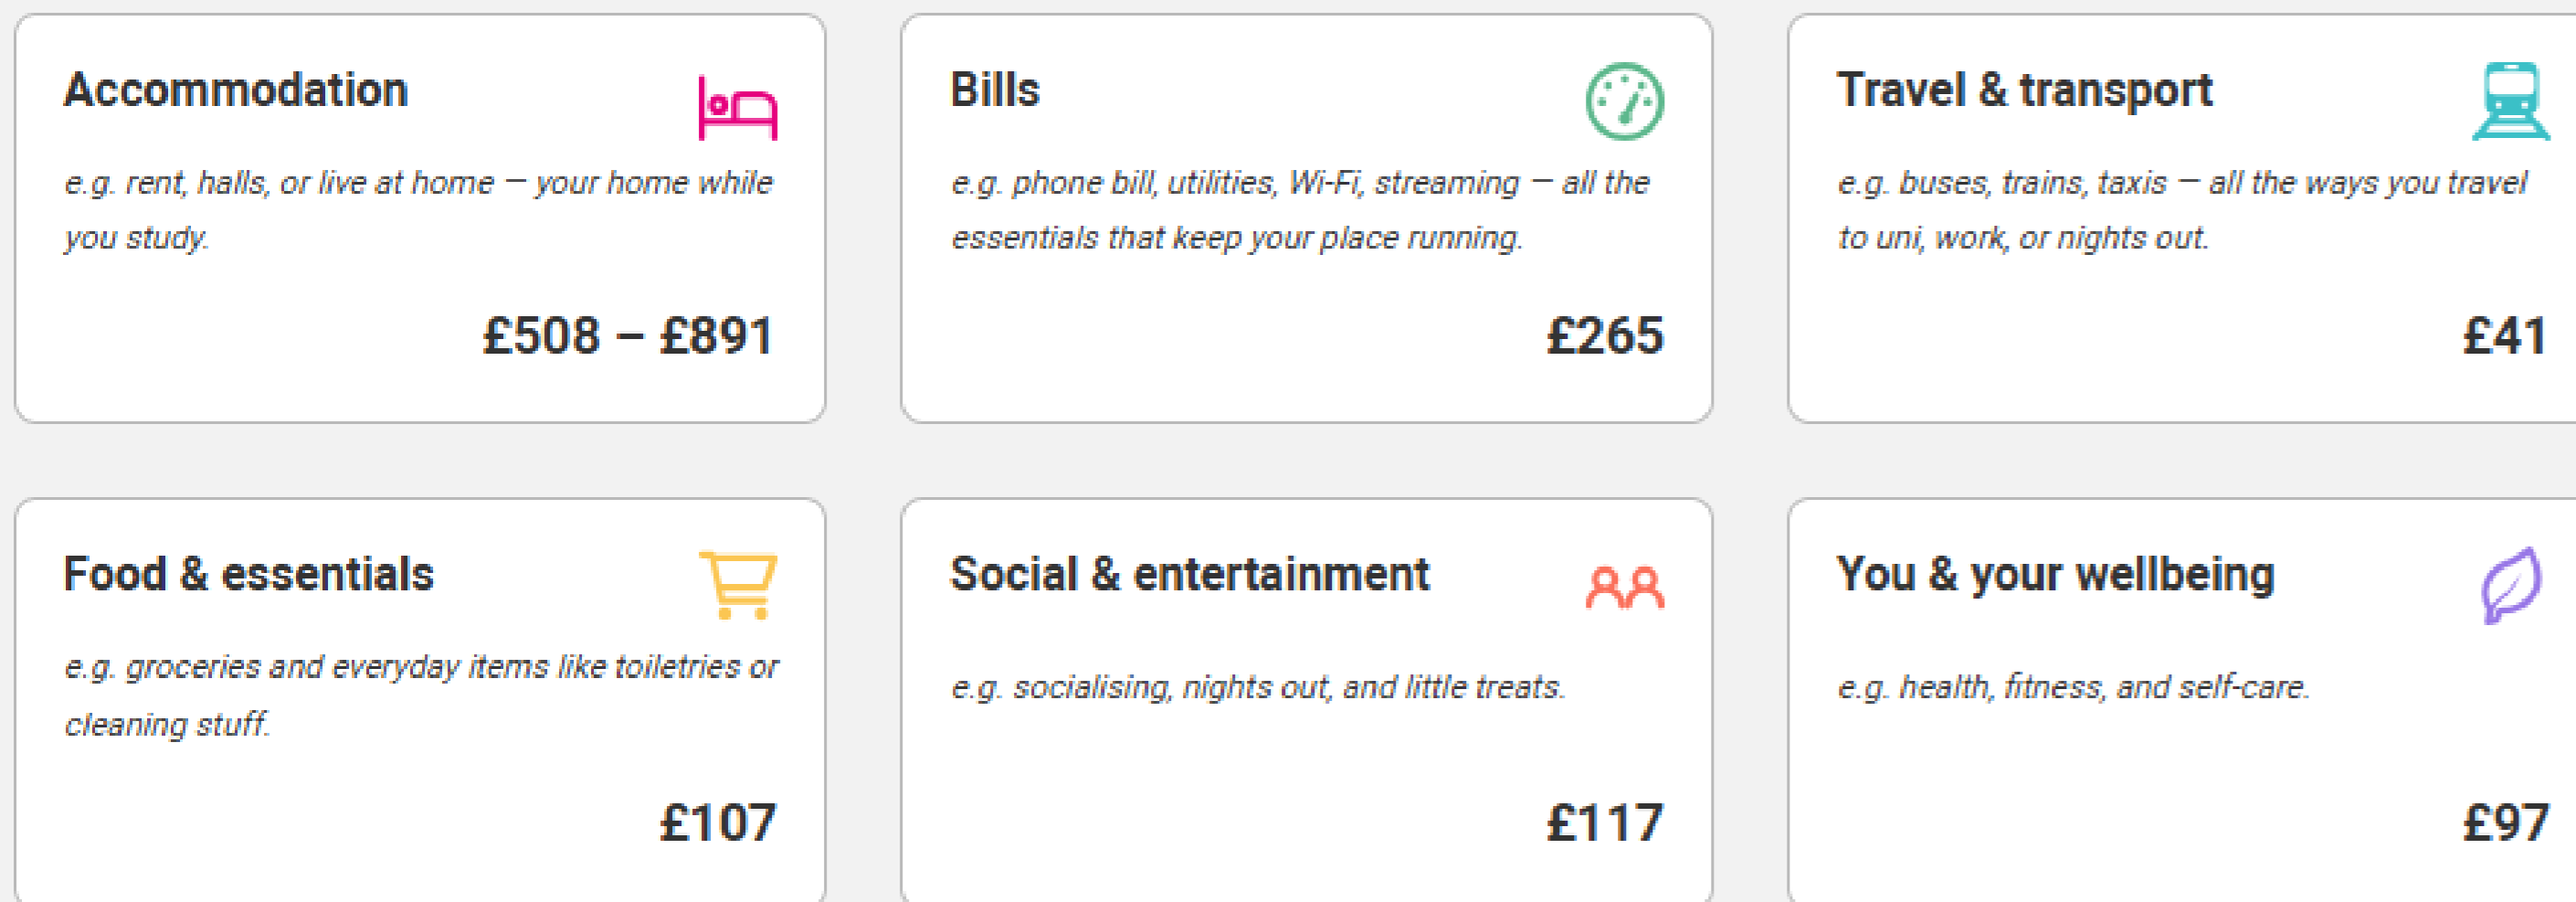 Accommodation
e.g. rent, halls, or live at home – your home while
you study.
£508 – £891
Bills
e.g. phone bill, utilities, Wi-Fi, streaming – all the
essentials that keep your place running.
£265
Travel & transport
e.g. buses, trains, taxis – all the ways you travel
to uni, work, or nights out.
£41
Food & essentials
e.g. groceries and everyday items like toiletries or
cleaning stuff.
£107
Social & entertainment
e.g. socialising, nights out, and little treats.
£117
You & your wellbeing
e.g. health, fitness, and self-care.
£97